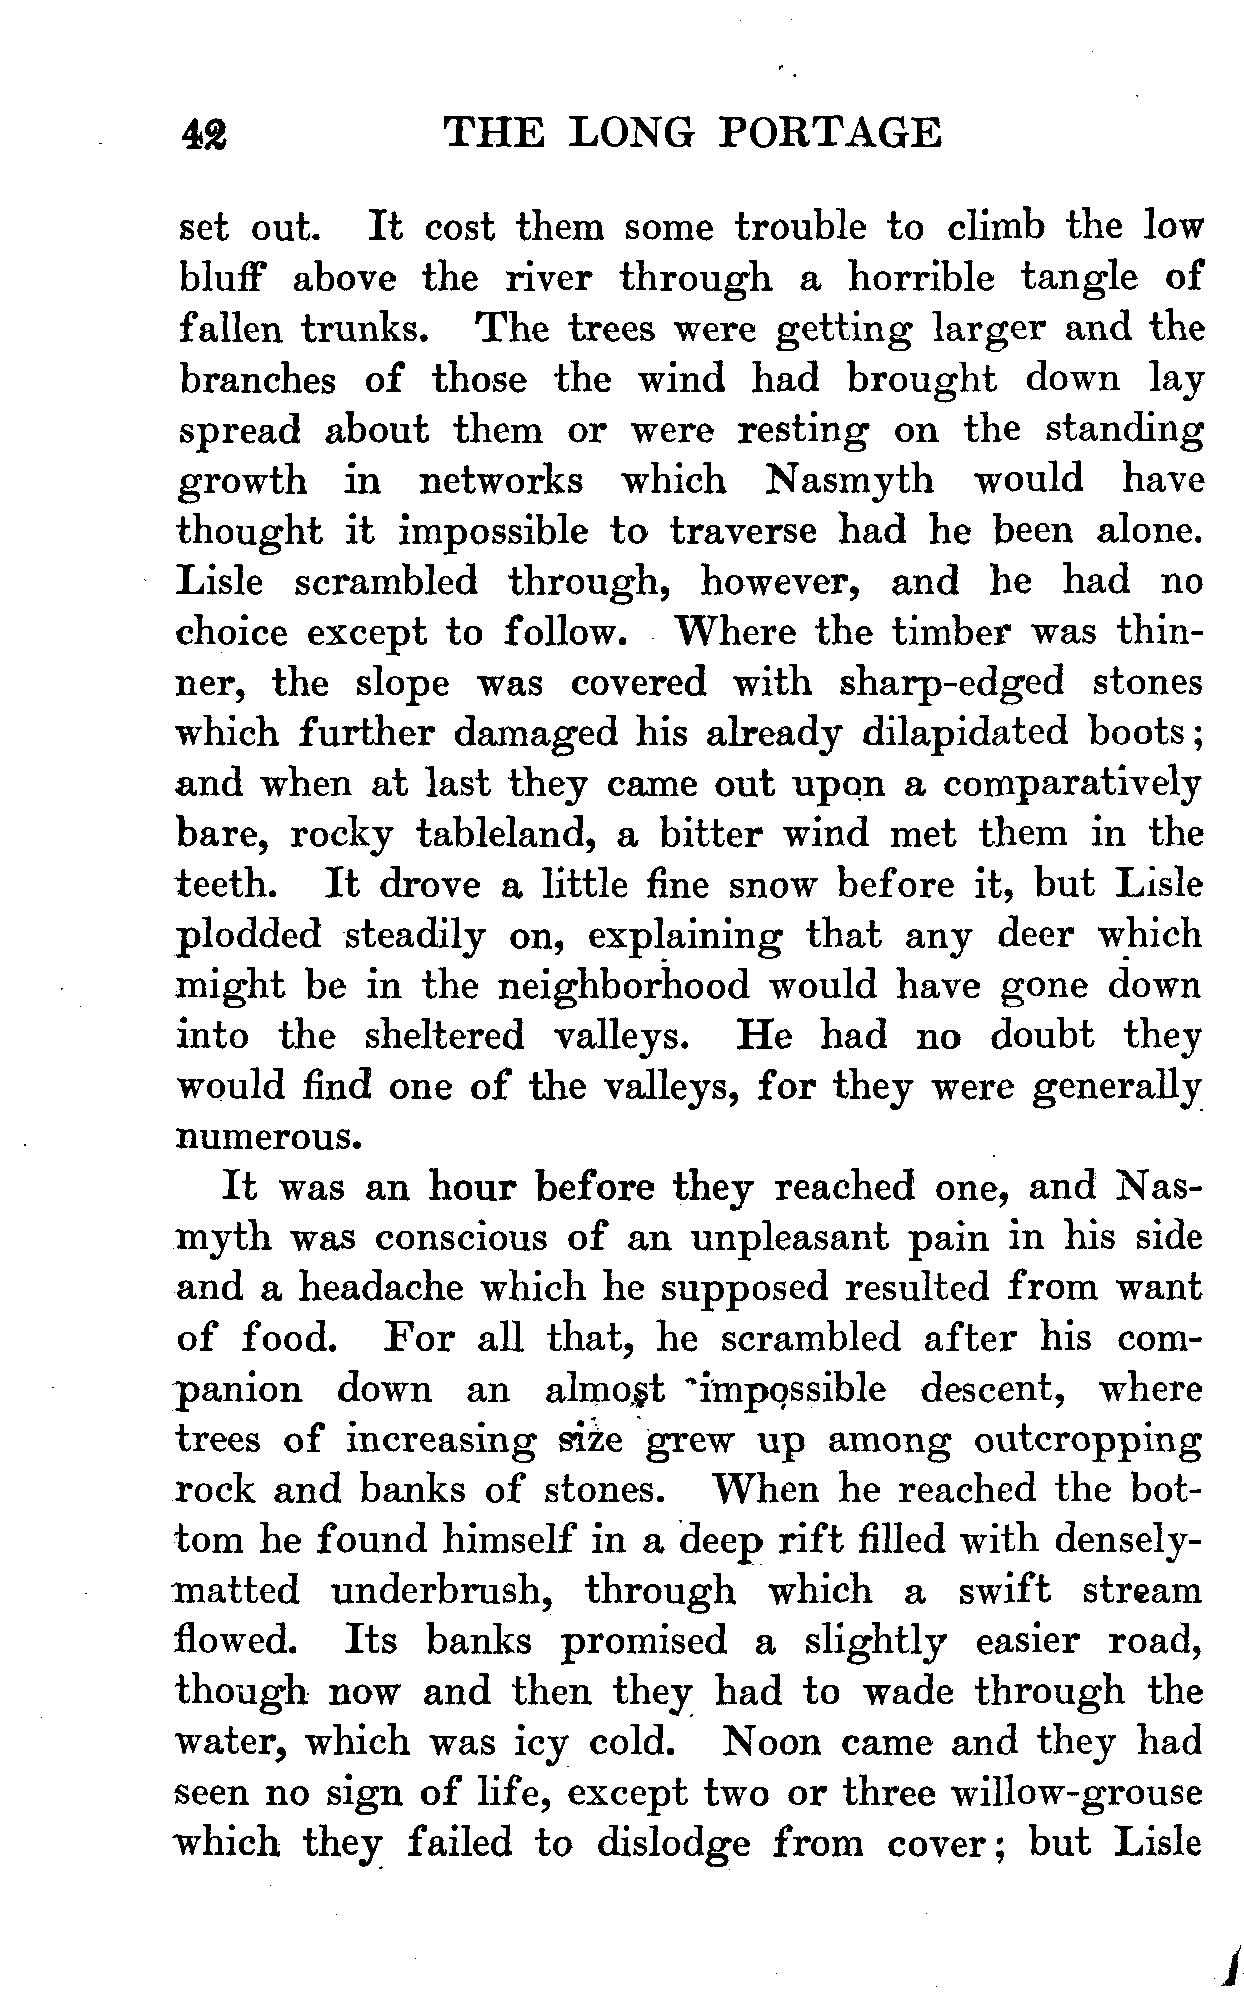 42 THE LONG PORTAGE
set out. It cost them some trouble to climb the low
bluff above the river through a horrible tangle of
fallen trunks. The trees were getting larger and the
branches of those the wind had brought down lay
spread about them or were resting on the standing
growth in networks which Nasmyth would have
thought it impossible to traverse had he been alone.
Lisle scrambled through, however, and he had no
choice except to follow. Where the timber was thin-
ner, the slope was covered with sharp-edged stones
which further damaged his already dilapidated boots;
and when at last they came out upon a comparatively
bare, rocky tableland, a bitter wind met them in the
teeth. It drove a little fine snow before it, but Lisle
plodded steadily on, explaining that any deer which
might be in the neighborhood would have gone down
into the sheltered valleys. He had no doubt they
would find one of the valleys, for they were generally
numerous.
It was an hour before they reached one, and Nas-
myth was conscious of an unpleasant pain in his side
and a headache which he supposed resulted from want
of food. For all that, he scrambled after his com-
panion down an almost impossible descent, where
trees of increasing size grew up among outcropping
rock and banks of stones. When he reached the bot-
tom he found himself in a deep rift filled with densely-
matted underbrush, through which a swift stream
flowed. Its banks promised a slightly easier road,
though now and then they had to wade through the
water, which was icy cold. Noon came and they had
seen no sign of life, except two or three willow-grouse
which they failed to dislodge from cover; but Lisle